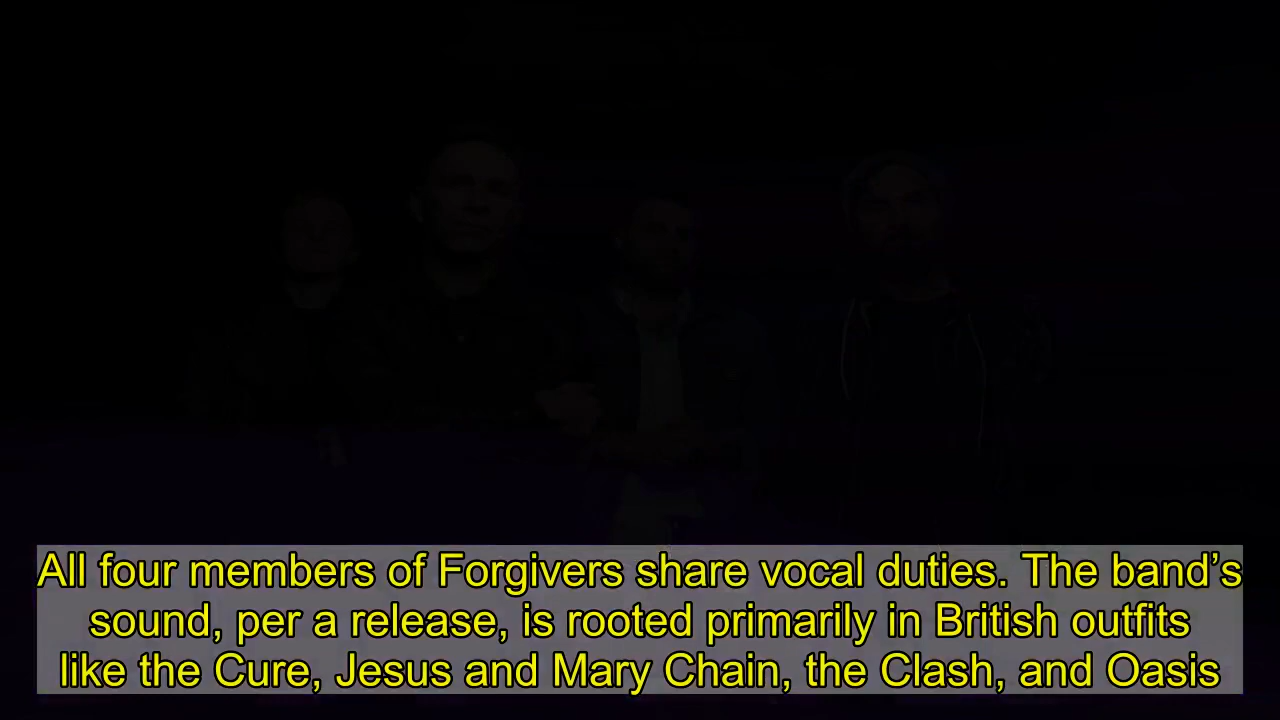 All four members of Forgivers share vocal duties. The band’s
sound, per a release, is rooted primarily in British outfits
like the Cure, Jesus and Mary Chain, the Clash, and Oasis